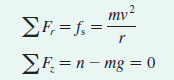 ∑F_r = f_s = mv²/r
∑F_z = n − mg = 0